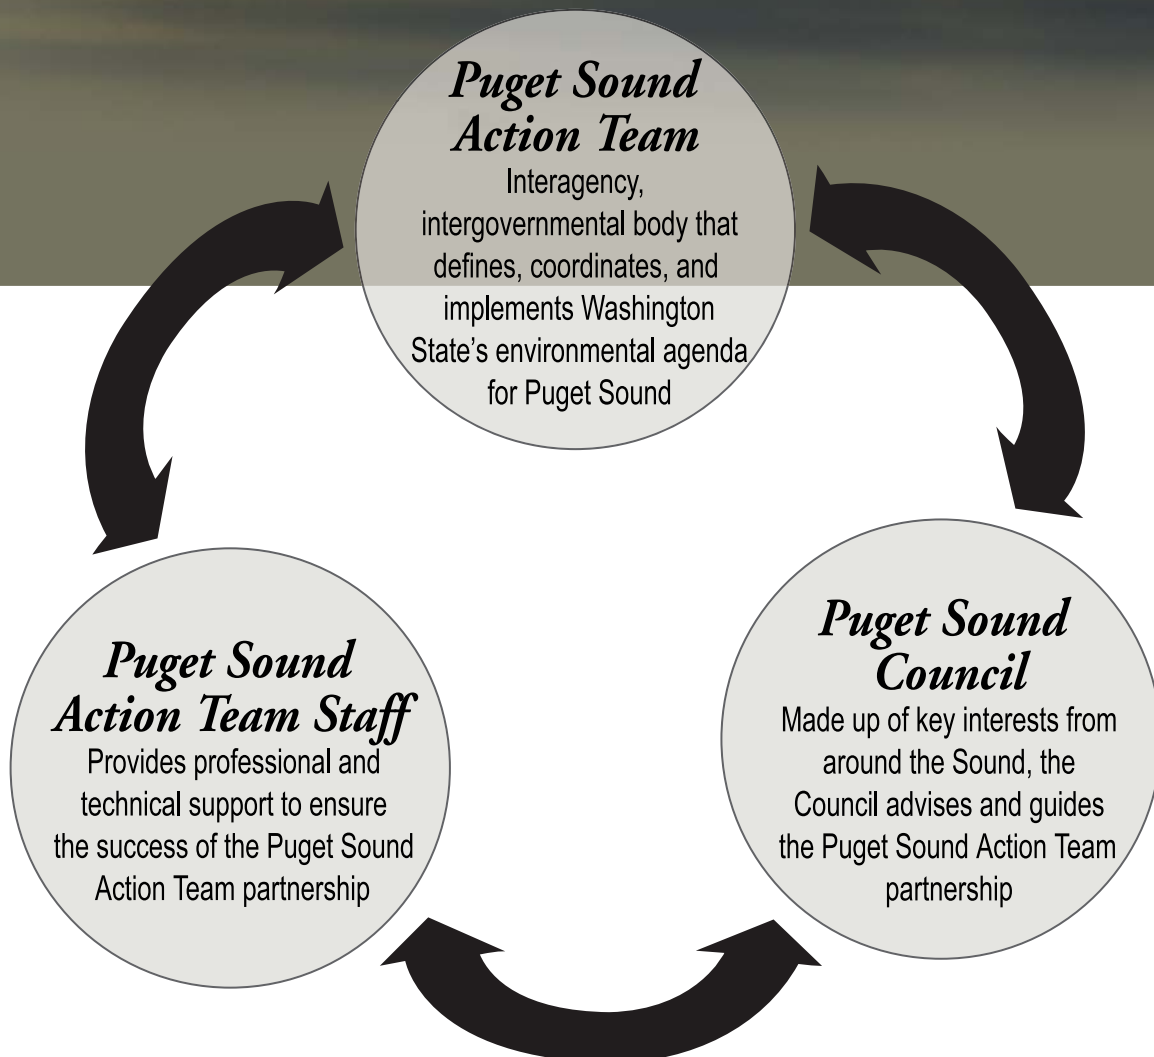 Puget Sound
Action Team
Interagency,
intergovernmental body that
defines, coordinates, and
implements Washington
State’s environmental agenda
for Puget Sound
Puget Sound
Action Team Staff
Provides professional and
technical support to ensure
the success of the Puget Sound
Action Team partnership
Puget Sound
Council
Made up of key interests from
around the Sound, the
Council advises and guides
the Puget Sound Action Team
partnership